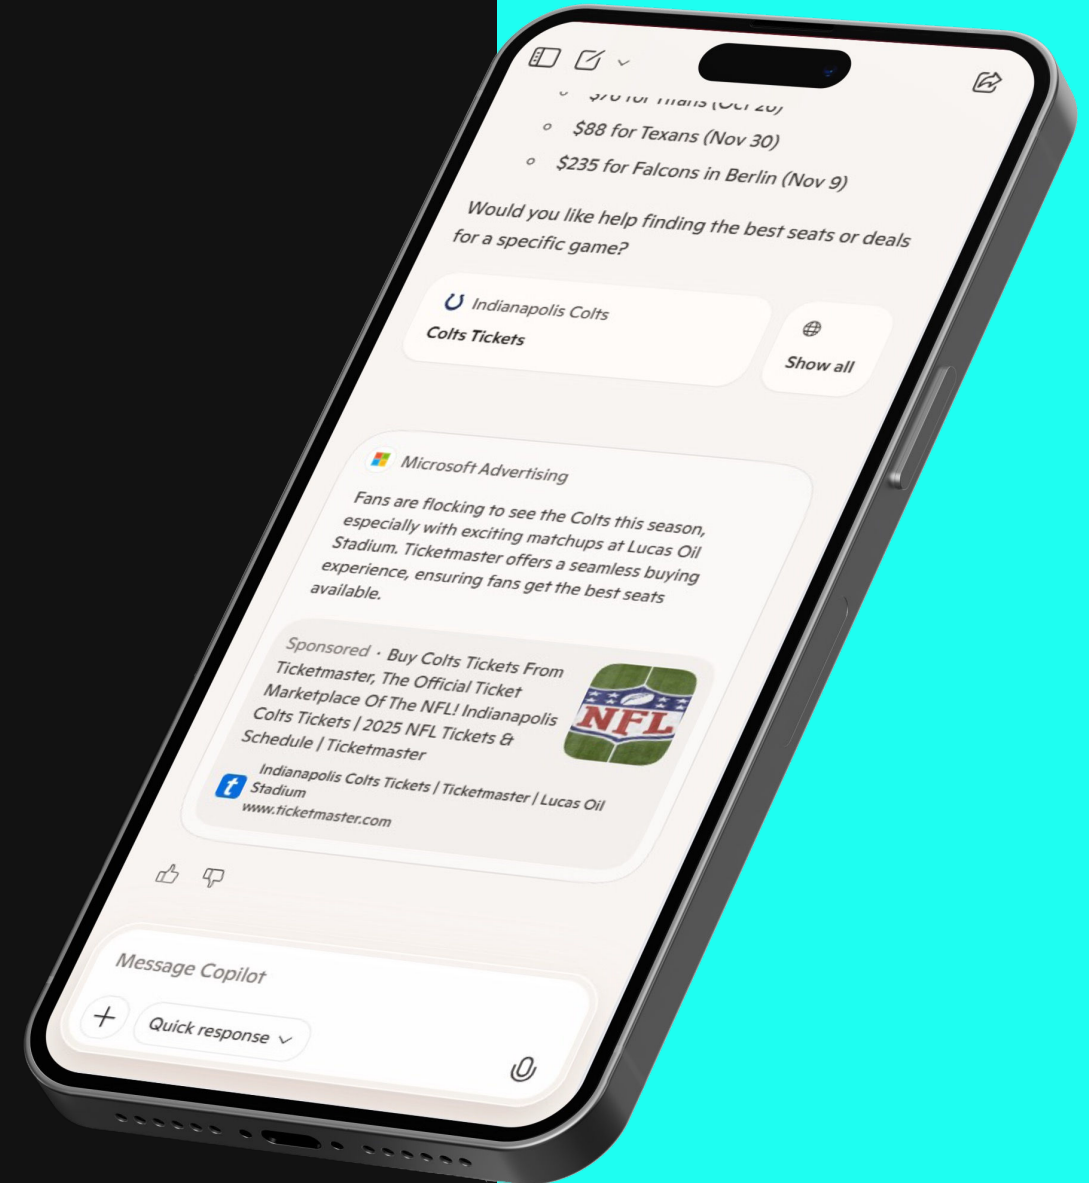 $76 for Titans (Oct 26)
$88 for Texans (Nov 30)
$235 for Falcons in Berlin (Nov 9)
Would you like help finding the best seats or deals
for a specific game?
Indianapolis Colts
Colts Tickets
Show all
Microsoft Advertising
Fans are flocking to see the Colts this season,
especially with exciting matchups at Lucas Oil
Stadium. Ticketmaster offers a seamless buying
experience, ensuring fans get the best seats
available.
Sponsored · Buy Colts Tickets From
Ticketmaster, The Official Ticket
Marketplace Of The NFL! Indianapolis
Colts Tickets | 2025 NFL Tickets &
Schedule | Ticketmaster
NFL
t
Indianapolis Colts Tickets | Ticketmaster | Lucas Oil
Stadium
www.ticketmaster.com
Message Copilot
Quick response